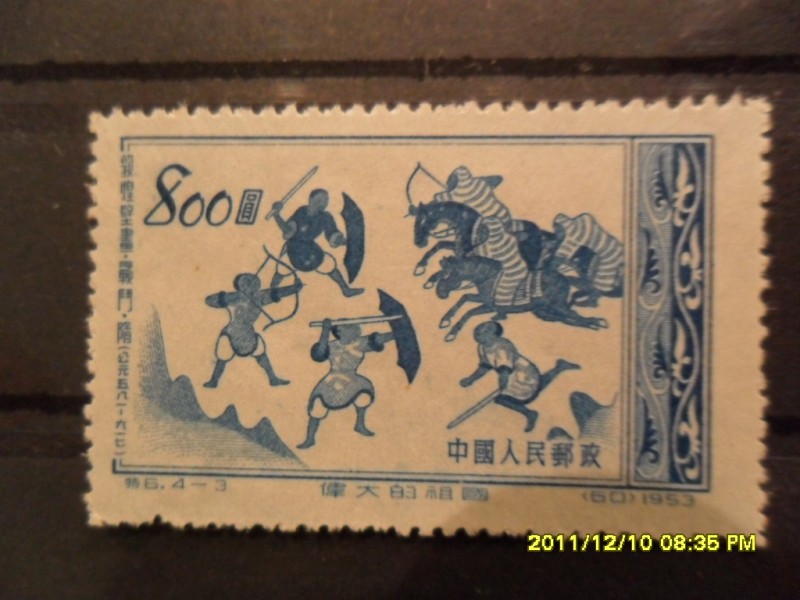 800圓
敦煌壁畫·戰鬥·隋(公元五八一-六一七)
中國人民郵政
特6.4-3
偉大的祖國
(60)1953
2011/12/10 08:35 PM